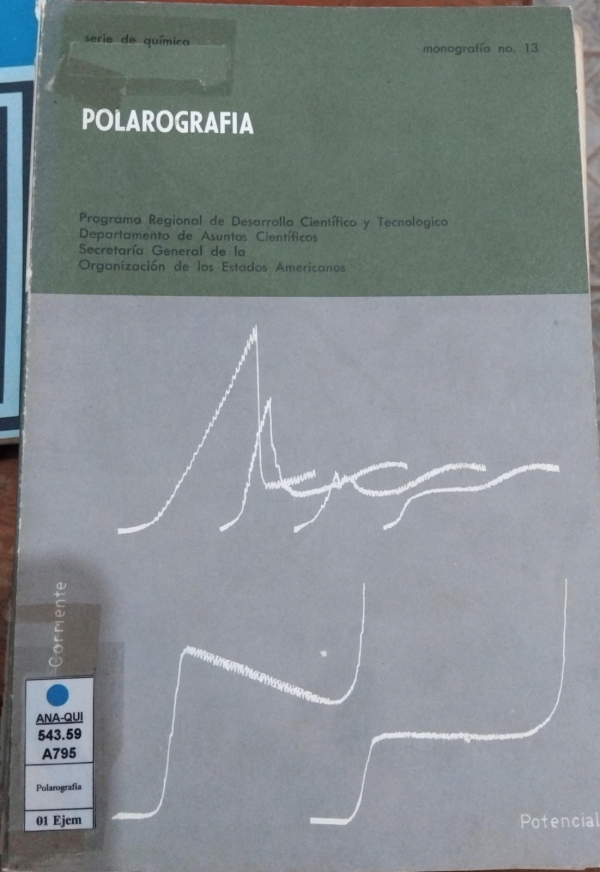 serie de química
monografía no. 13
POLAROGRAFIA
Programa Regional de Desarrollo Científico y Tecnologico
Departamento de Asuntos Científicos
Secretaría General de la
Organización de los Estados Americanos
Corriente
Potencial
ANA-QUI
543.59
A795
Polarografía
01 Ejem